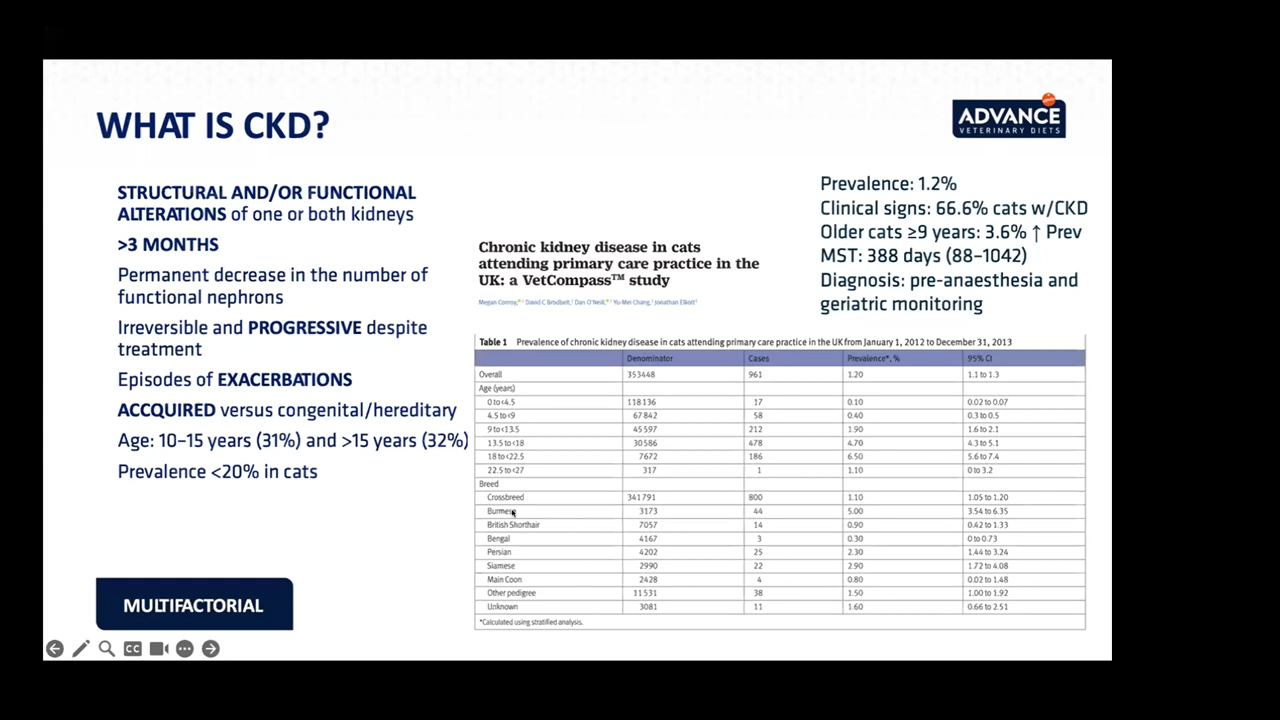 WHAT IS CKD?
ADVANCE
VETERINARY DIETS
STRUCTURAL AND/OR FUNCTIONAL
ALTERATIONS of one or both kidneys
>3 MONTHS
Permanent decrease in the number of
functional nephrons
Irreversible and PROGRESSIVE despite
treatment
Episodes of EXACERBATIONS
ACCQUIRED versus congenital/hereditary
Age: 10–15 years (31%) and >15 years (32%)
Prevalence <20% in cats
MULTIFACTORIAL
Chronic kidney disease in cats
attending primary care practice in the
UK: a VetCompass™ study
Megan Conroy, David C Brodbelt, Dan O'Neill, Yu-Mei Chang, Jonathan Elliott
Prevalence: 1.2%
Clinical signs: 66.6% cats w/CKD
Older cats ≥9 years: 3.6% ↑ Prev
MST: 388 days (88–1042)
Diagnosis: pre-anaesthesia and
geriatric monitoring
Table 1 Prevalence of chronic kidney disease in cats attending primary care practice in the UK from January 1, 2012 to December 31, 2013
Denominator Cases Prevalence*, % 95% CI
Overall 353448 961 1.20 1.1 to 1.3
Age (years)
0 to <4.5 118136 17 0.10 0.02 to 0.07
4.5 to <9 67842 58 0.40 0.3 to 0.5
9 to <13.5 45597 212 1.90 1.6 to 2.1
13.5 to <18 30586 478 4.70 4.3 to 5.1
18 to <22.5 7672 186 6.50 5.6 to 7.4
22.5 to <27 317 1 1.10 0 to 3.2
Breed
Crossbreed 341791 800 1.10 1.05 to 1.20
Burmese 3173 44 5.00 3.54 to 6.35
British Shorthair 7057 14 0.90 0.42 to 1.33
Bengal 4167 3 0.30 0 to 0.73
Persian 4202 25 2.30 1.44 to 3.24
Siamese 2990 22 2.90 1.72 to 4.08
Main Coon 2428 4 0.80 0.02 to 1.48
Other pedigree 11531 38 1.50 1.00 to 1.92
Unknown 3081 11 1.60 0.66 to 2.51
*Calculated using stratified analysis.
CC